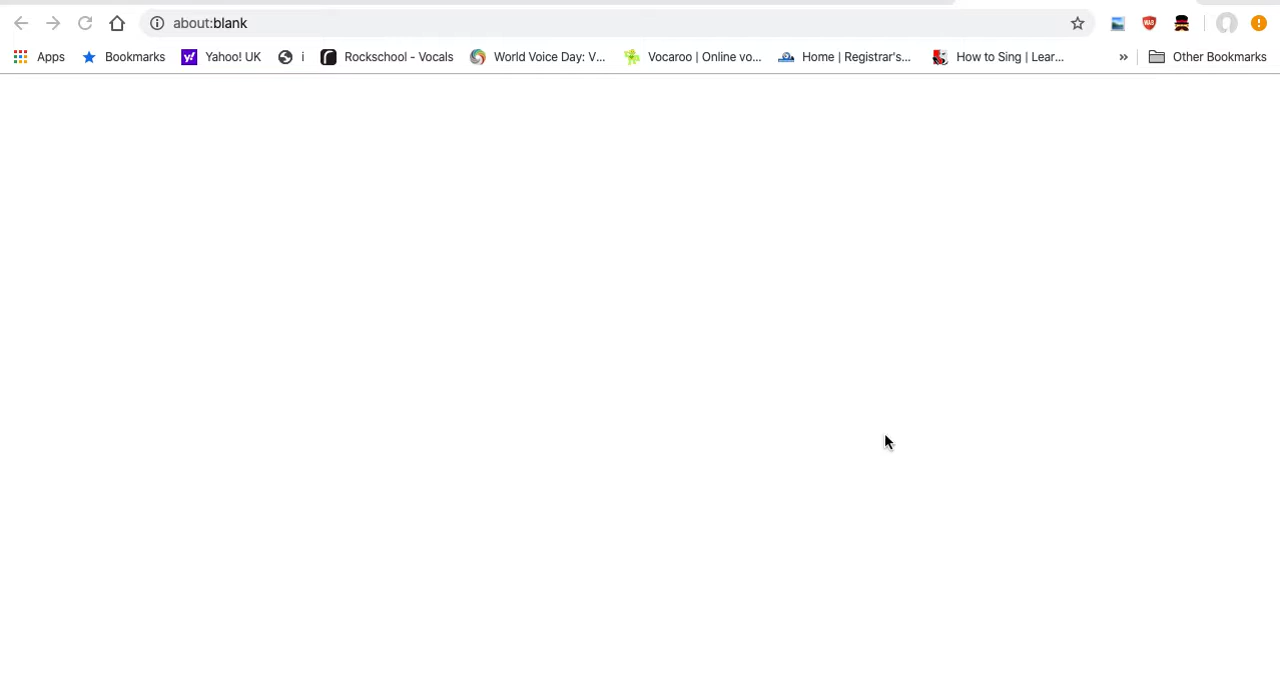 about:blank
WAB
Apps Bookmarks y! Yahoo! UK i Rockschool - Vocals World Voice Day: V... Vocaroo | Online vo... Home | Registrar's... How to Sing | Lear... » Other Bookmarks